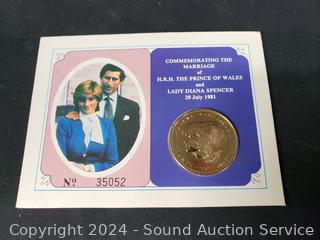 COMMEMORATING THE
MARRIAGE
of
H.R.H. THE PRINCE OF WALES
and
LADY DIANA SPENCER
29 July 1981
Nº 35052
Copyright 2024 - Sound Auction Service